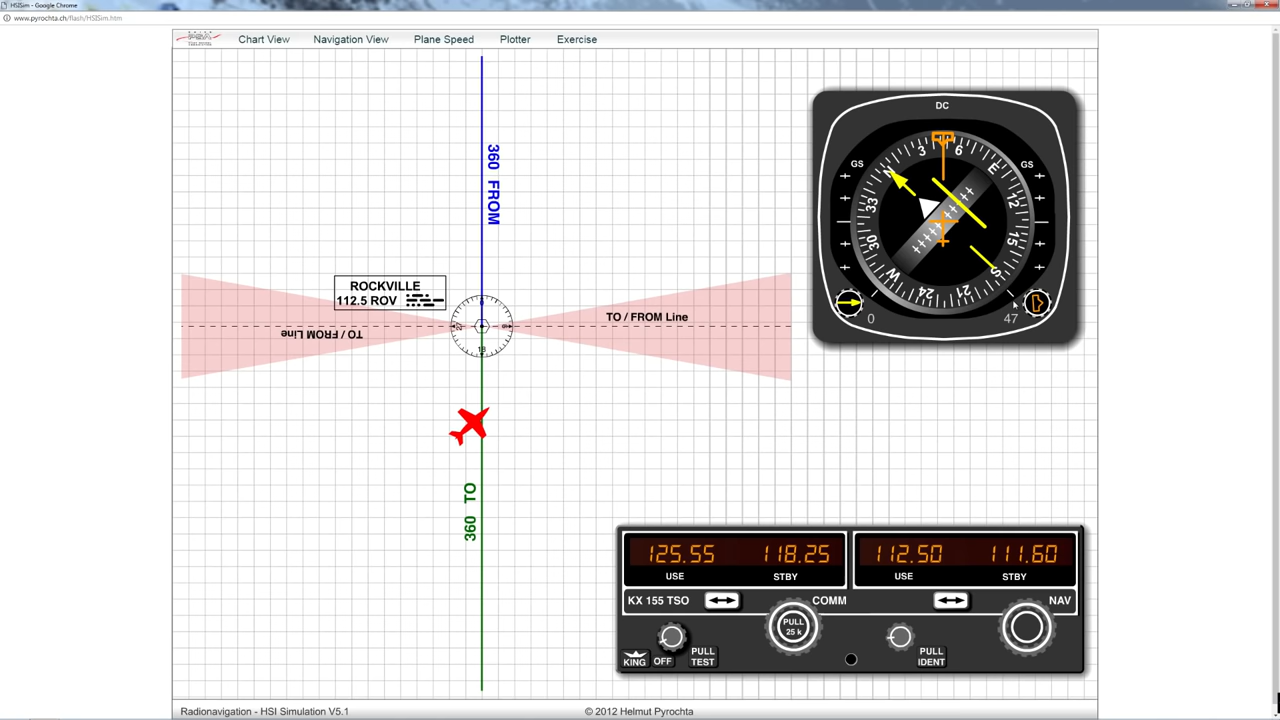 HSISim - Google Chrome
www.pyrochta.ch/flash/HSISim.htm
Chart View
Navigation View
Plane Speed
Plotter
Exercise
360 FROM
ROCKVILLE
112.5 ROV
TO / FROM Line
TO / FROM Line
360 TO
DC
GS
GS
N
3
6
E
12
15
S
21
24
W
30
33
0
47
125.55
118.25
112.50
111.60
USE
STBY
USE
STBY
KX 155 TSO
COMM
NAV
PULL
25 k
KING
OFF
PULL
TEST
PULL
IDENT
Radionavigation - HSI Simulation V5.1
© 2012 Helmut Pyrochta